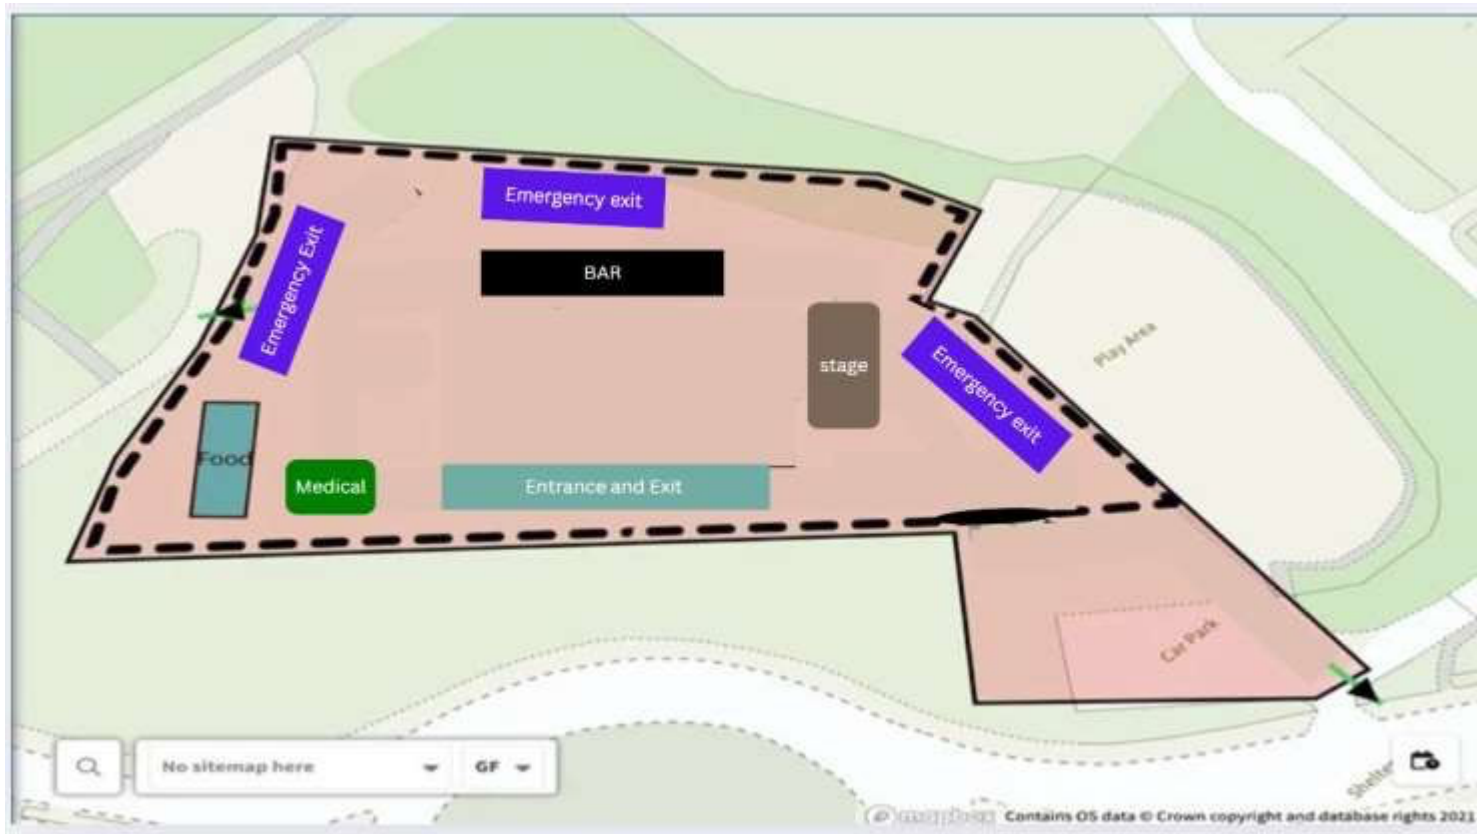 Emergency exit
Emergency Exit
BAR
stage
Emergency exit
Play Area
Food
Medical
Entrance and Exit
Car Park
No sitemap here
GF
Shelter
mapbox Contains OS data © Crown copyright and database rights 2021